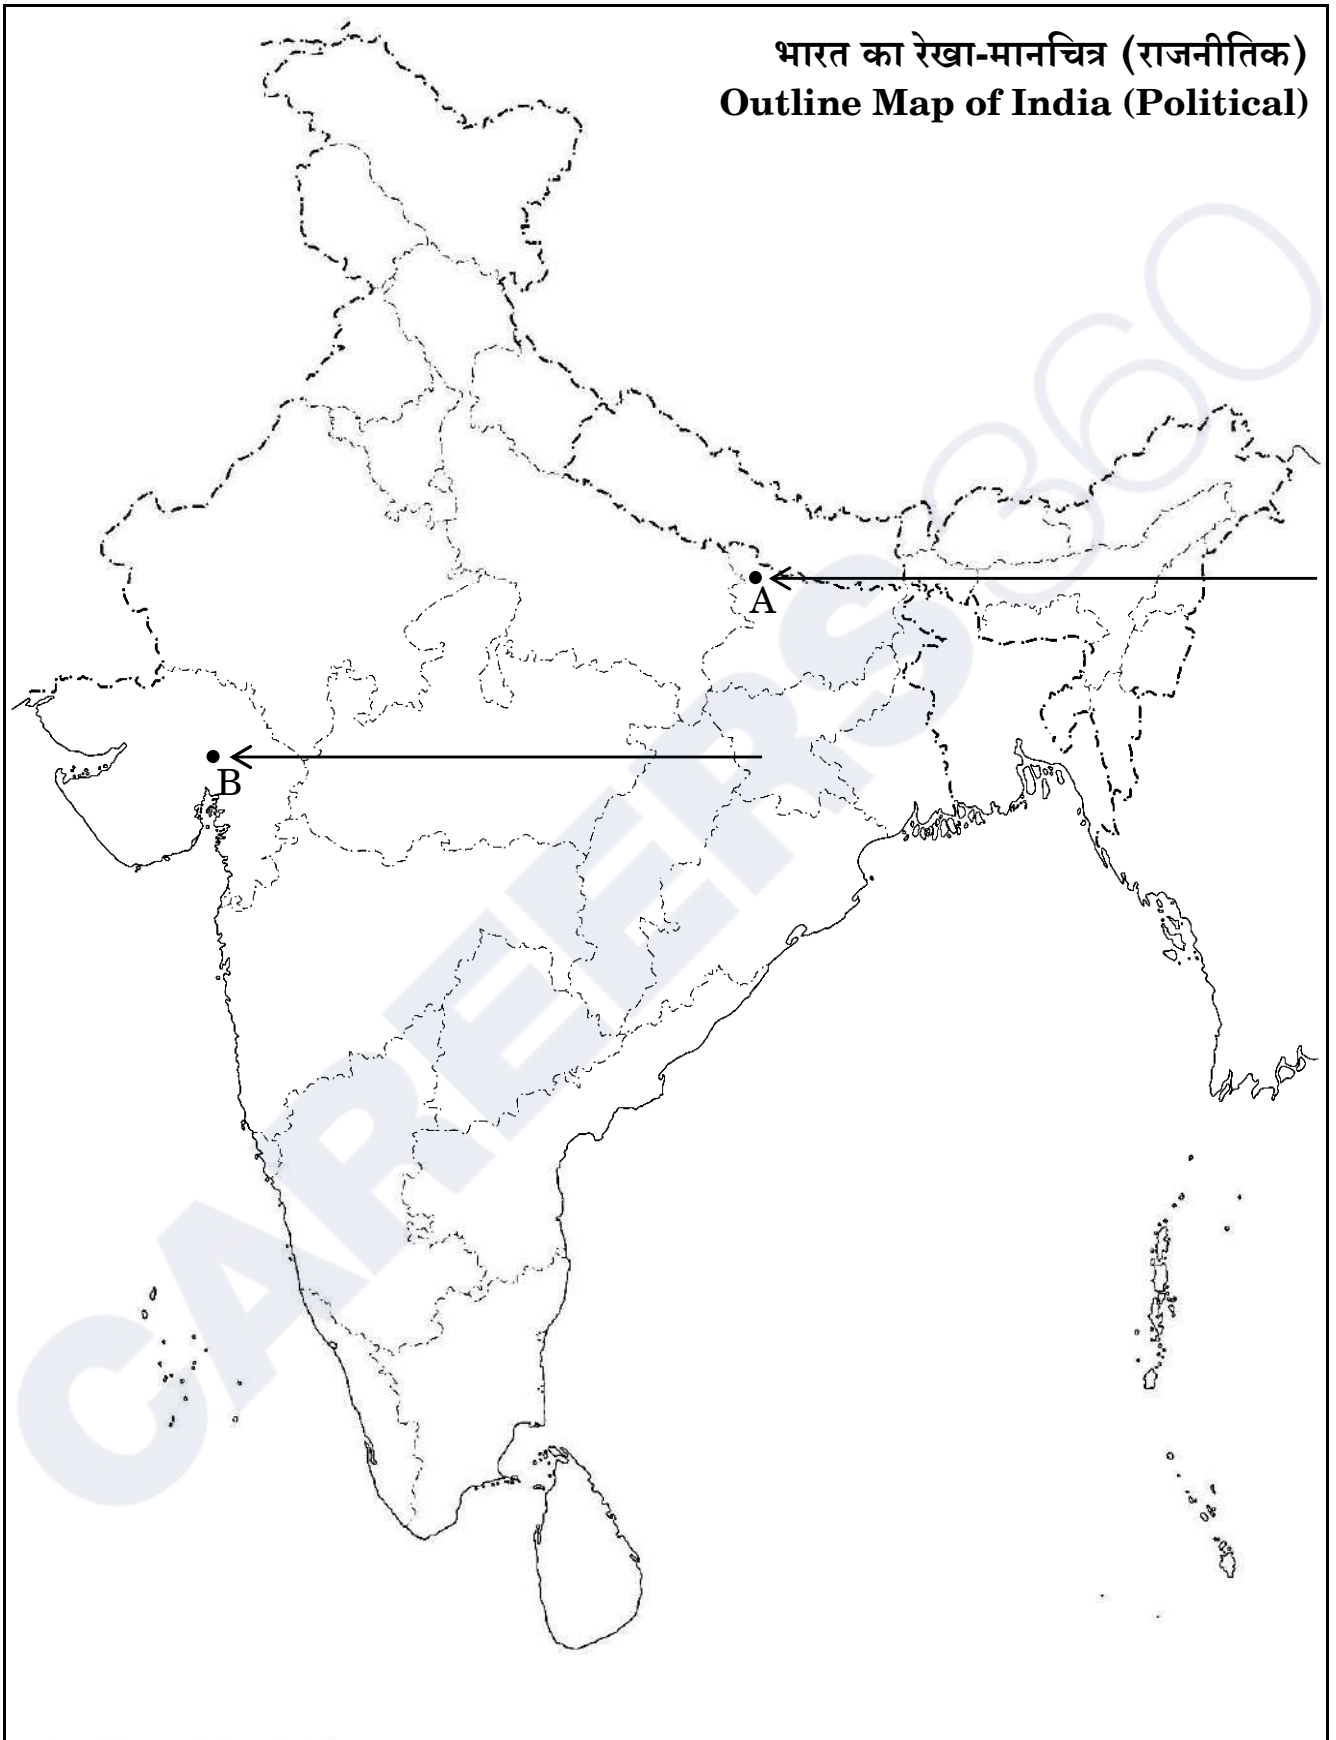 भारत का रेखा-मानचित्र (राजनीतिक)
Outline Map of India (Political)
A
B
CAREERS360